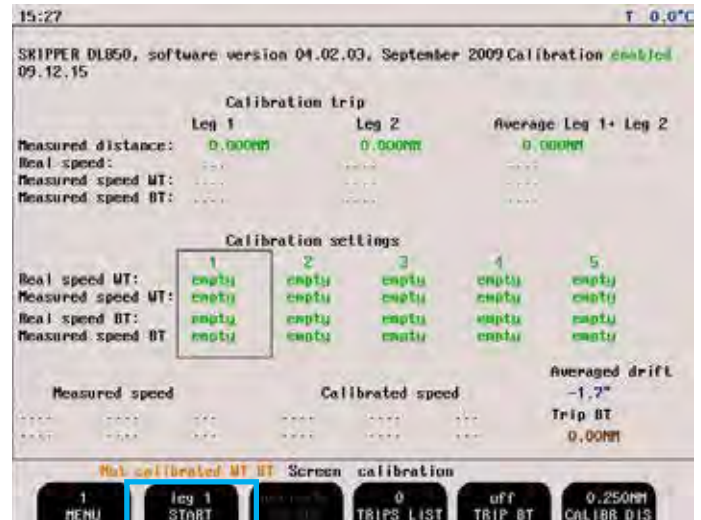 15:27 T 0,0°C
SKIPPER DL850, software version 04.02.03, September 2009 Calibration enabled
09.12.15
Calibration trip
Leg 1 Leg 2 Average Leg 1+ Leg 2
Measured distance: 0.000NM 0.000NM 0.000NM
Real speed: ... .... ....
Measured speed WT: .... .... ....
Measured speed BT: .... .... ....
Calibration settings
1 2 3 4 5
Real speed WT: empty empty empty empty empty
Measured speed WT: empty empty empty empty empty
Real speed BT: empty empty empty empty empty
Measured speed BT empty empty empty empty empty
Averaged drift
Measured speed Calibrated speed -1.7°
.... .... ... .... .... ... Trip BT
.... .... ... .... .... ... 0.00NM
Not calibrated WT BT Screen calibration
1 leg 1 0 off 0.250NM
MENU START TRIPS LIST TRIP BT CALIBR DIS